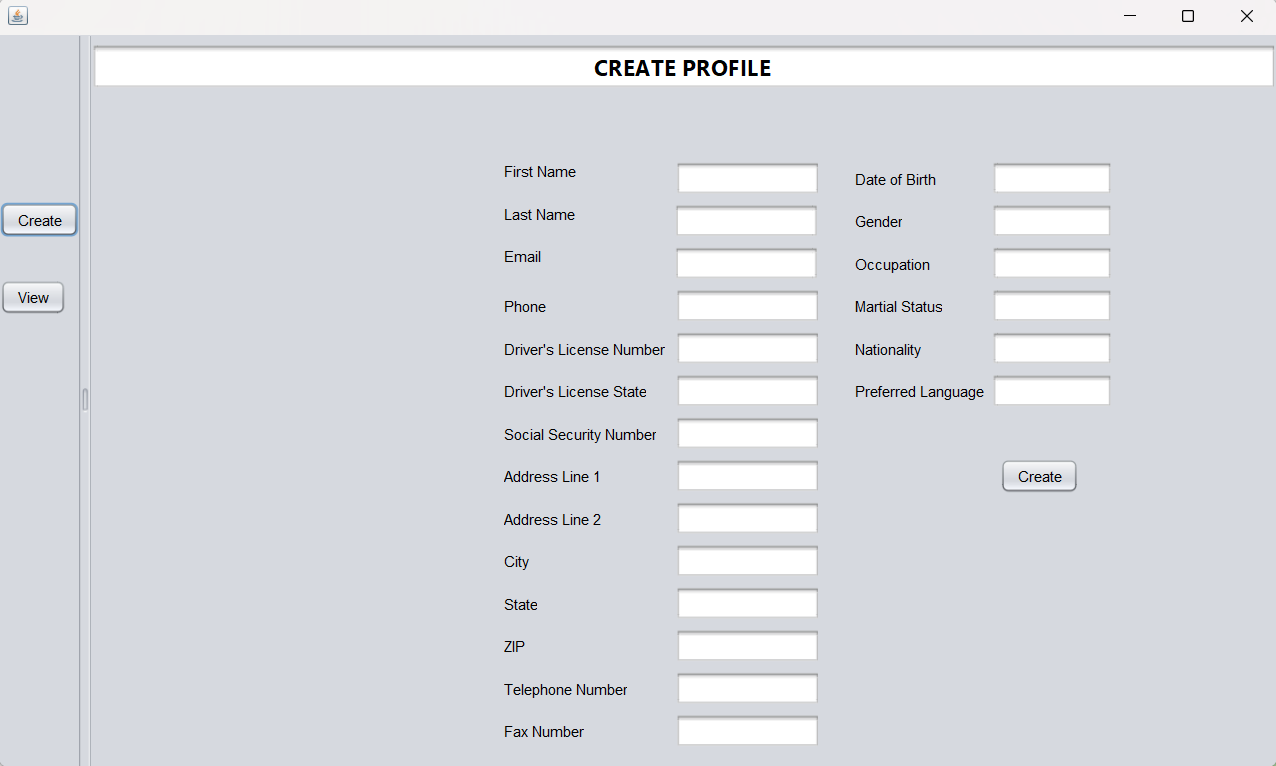 CREATE PROFILE
Create
View
First Name
Last Name
Email
Phone
Driver's License Number
Driver's License State
Social Security Number
Address Line 1
Address Line 2
City
State
ZIP
Telephone Number
Fax Number
Date of Birth
Gender
Occupation
Martial Status
Nationality
Preferred Language
Create